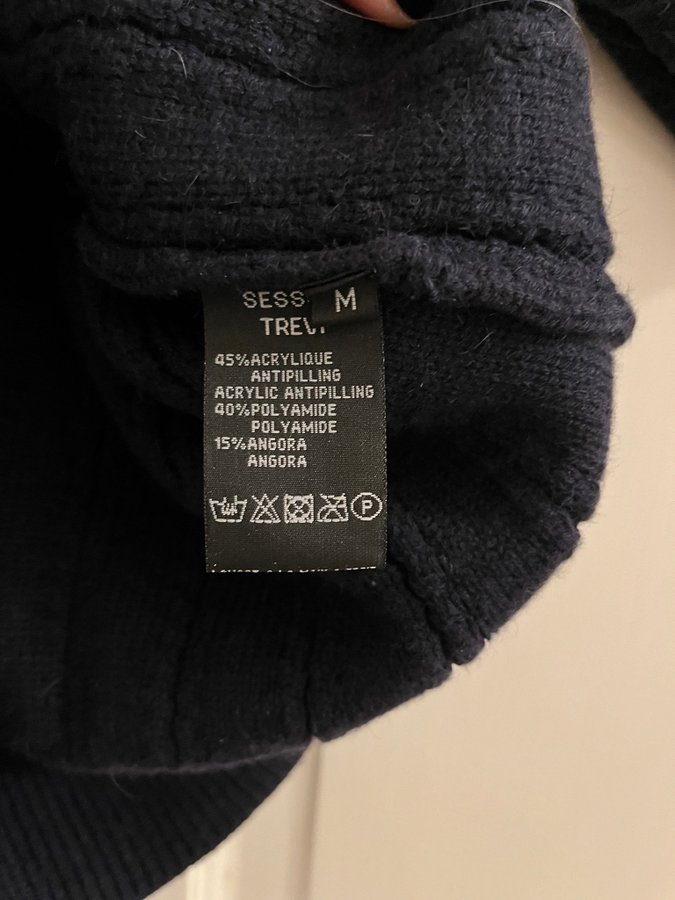 SESS M
TREV
45%ACRYLIQUE
ANTIPILLING
ACRYLIC ANTIPILLING
40%POLYAMIDE
POLYAMIDE
15%ANGORA
ANGORA
P